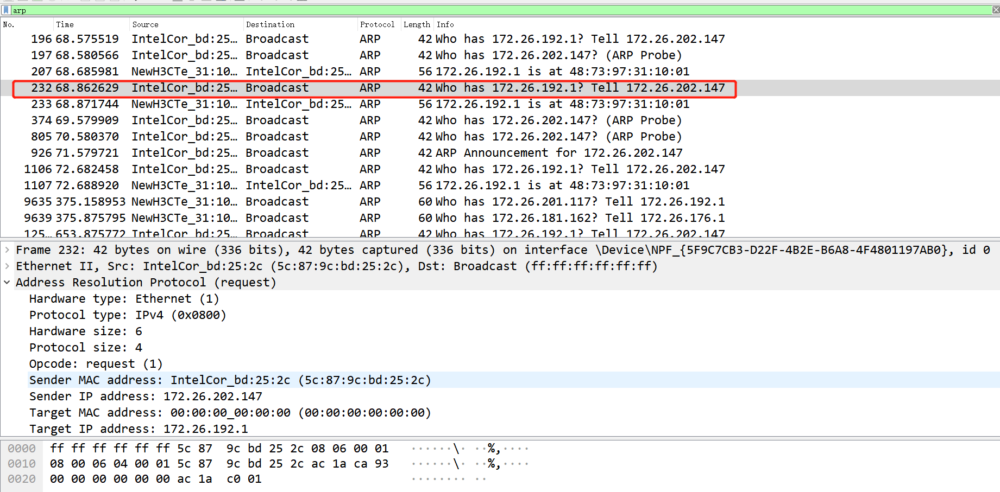 arp
No. Time Source Destination Protocol Length Info
196 68.575519 IntelCor_bd:25… Broadcast ARP 42 Who has 172.26.192.1? Tell 172.26.202.147
197 68.580566 IntelCor_bd:25… Broadcast ARP 42 Who has 172.26.202.147? (ARP Probe)
207 68.685981 NewH3CTe_31:10… IntelCor_bd:25… ARP 56 172.26.192.1 is at 48:73:97:31:10:01
232 68.862629 IntelCor_bd:25… Broadcast ARP 42 Who has 172.26.192.1? Tell 172.26.202.147
233 68.871744 NewH3CTe_31:10… IntelCor_bd:25… ARP 56 172.26.192.1 is at 48:73:97:31:10:01
374 69.579909 IntelCor_bd:25… Broadcast ARP 42 Who has 172.26.202.147? (ARP Probe)
805 70.580370 IntelCor_bd:25… Broadcast ARP 42 Who has 172.26.202.147? (ARP Probe)
926 71.579721 IntelCor_bd:25… Broadcast ARP 42 ARP Announcement for 172.26.202.147
1106 72.682458 IntelCor_bd:25… Broadcast ARP 42 Who has 172.26.192.1? Tell 172.26.202.147
1107 72.688920 NewH3CTe_31:10… IntelCor_bd:25… ARP 56 172.26.192.1 is at 48:73:97:31:10:01
9635 375.158953 NewH3CTe_31:10… Broadcast ARP 60 Who has 172.26.201.117? Tell 172.26.192.1
9639 375.875795 NewH3CTe_31:10… Broadcast ARP 60 Who has 172.26.181.162? Tell 172.26.176.1
125… 653.875772 IntelCor_bd:25… Broadcast ARP 42 Who has 172.26.192.1? Tell 172.26.202.147
Frame 232: 42 bytes on wire (336 bits), 42 bytes captured (336 bits) on interface \Device\NPF_{5F9C7CB3-D22F-4B2E-B6A8-4F4801197AB0}, id 0
Ethernet II, Src: IntelCor_bd:25:2c (5c:87:9c:bd:25:2c), Dst: Broadcast (ff:ff:ff:ff:ff:ff)
Address Resolution Protocol (request)
Hardware type: Ethernet (1)
Protocol type: IPv4 (0x0800)
Hardware size: 6
Protocol size: 4
Opcode: request (1)
Sender MAC address: IntelCor_bd:25:2c (5c:87:9c:bd:25:2c)
Sender IP address: 172.26.202.147
Target MAC address: 00:00:00_00:00:00 (00:00:00:00:00:00)
Target IP address: 172.26.192.1
0000 ff ff ff ff ff ff 5c 87 9c bd 25 2c 08 06 00 01 ······\· ··%,····
0010 08 00 06 04 00 01 5c 87 9c bd 25 2c ac 1a ca 93 ······\· ··%,····
0020 00 00 00 00 00 00 ac 1a c0 01 ········ ··